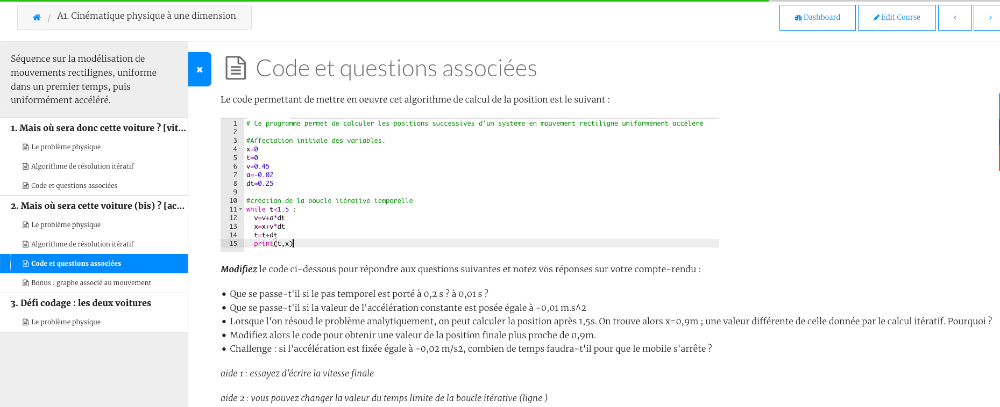 A1. Cinématique physique à une dimension
Dashboard
Edit Course
Séquence sur la modélisation de
mouvements rectilignes, uniforme
dans un premier temps, puis
uniformément accéléré.
1. Mais où sera donc cette voiture ? [vit...
Le problème physique
Algorithme de résolution itératif
Code et questions associées
2. Mais où sera cette voiture (bis) ? [ac...
Le problème physique
Algorithme de résolution itératif
Code et questions associées
Bonus : graphe associé au mouvement
3. Défi codage : les deux voitures
Le problème physique
Code et questions associées
Le code permettant de mettre en oeuvre cet algorithme de calcul de la position est le suivant :
1 # Ce programme permet de calculer les positions successives d'un système en mouvement rectiligne uniformément accéléré
2
3 #Affectation initiale des variables.
4 x=0
5 t=0
6 v=0.45
7 a=-0.02
8 dt=0.25
9
10 #création de la boucle itérative temporelle
11 while t<1.5 :
12 v=v+a*dt
13 x=x+v*dt
14 t=t+dt
15 print(t,x)
Modifiez le code ci-dessous pour répondre aux questions suivantes et notez vos réponses sur votre compte-rendu :
• Que se passe-t'il si le pas temporel est porté à 0,2 s ? à 0,01 s ?
• Que se passe-t'il si la valeur de l'accélération constante est posée égale à -0,01 m.s^2
• Lorsque l'on résoud le problème analytiquement, on peut calculer la position après 1,5s. On trouve alors x=0,9m ; une valeur différente de celle donnée par le calcul itératif. Pourquoi ?
• Modifiez alors le code pour obtenir une valeur de la position finale plus proche de 0,9m.
• Challenge : si l'accélération est fixée égale à -0,02 m/s2, combien de temps faudra-t'il pour que le mobile s'arrête ?
aide 1 : essayez d'écrire la vitesse finale
aide 2 : vous pouvez changer la valeur du temps limite de la boucle itérative (ligne )